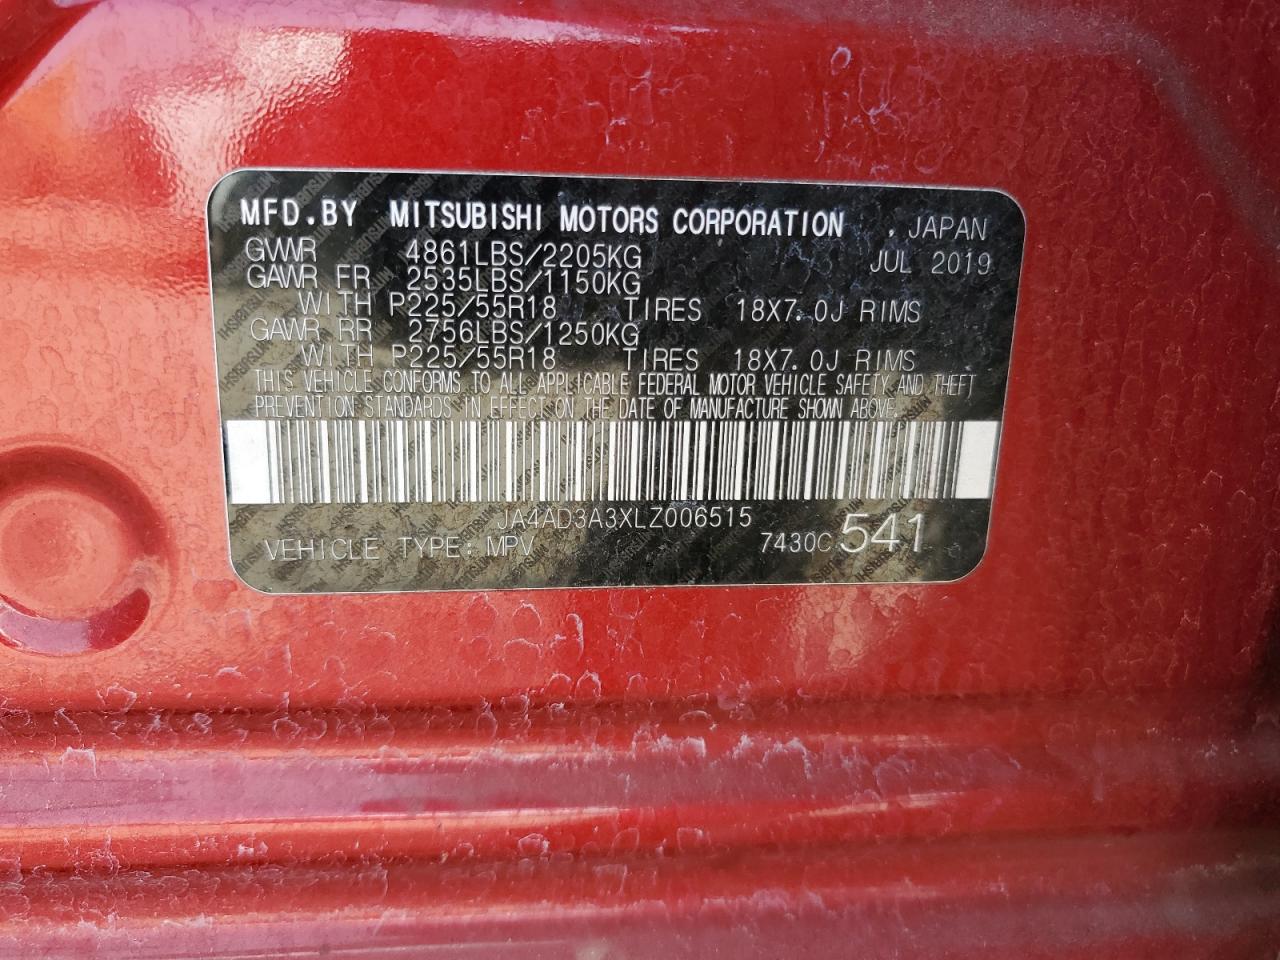 MFD.BY MITSUBISHI MOTORS CORPORATION . JAPAN
GVWR 4861LBS/2205KG JUL 2019
GAWR FR 2535LBS/1150KG
WITH P225/55R18 TIRES 18X7.0J RIMS
GAWR RR 2756LBS/1250KG
WITH P225/55R18 TIRES 18X7.0J RIMS
THIS VEHICLE CONFORMS TO ALL APPLICABLE FEDERAL MOTOR VEHICLE SAFETY AND THEFT
PREVENTION STANDARDS IN EFFECT ON THE DATE OF MANUFACTURE SHOWN ABOVE.
JA4AD3A3XLZ006515
VEHICLE TYPE: MPV 7430C 541